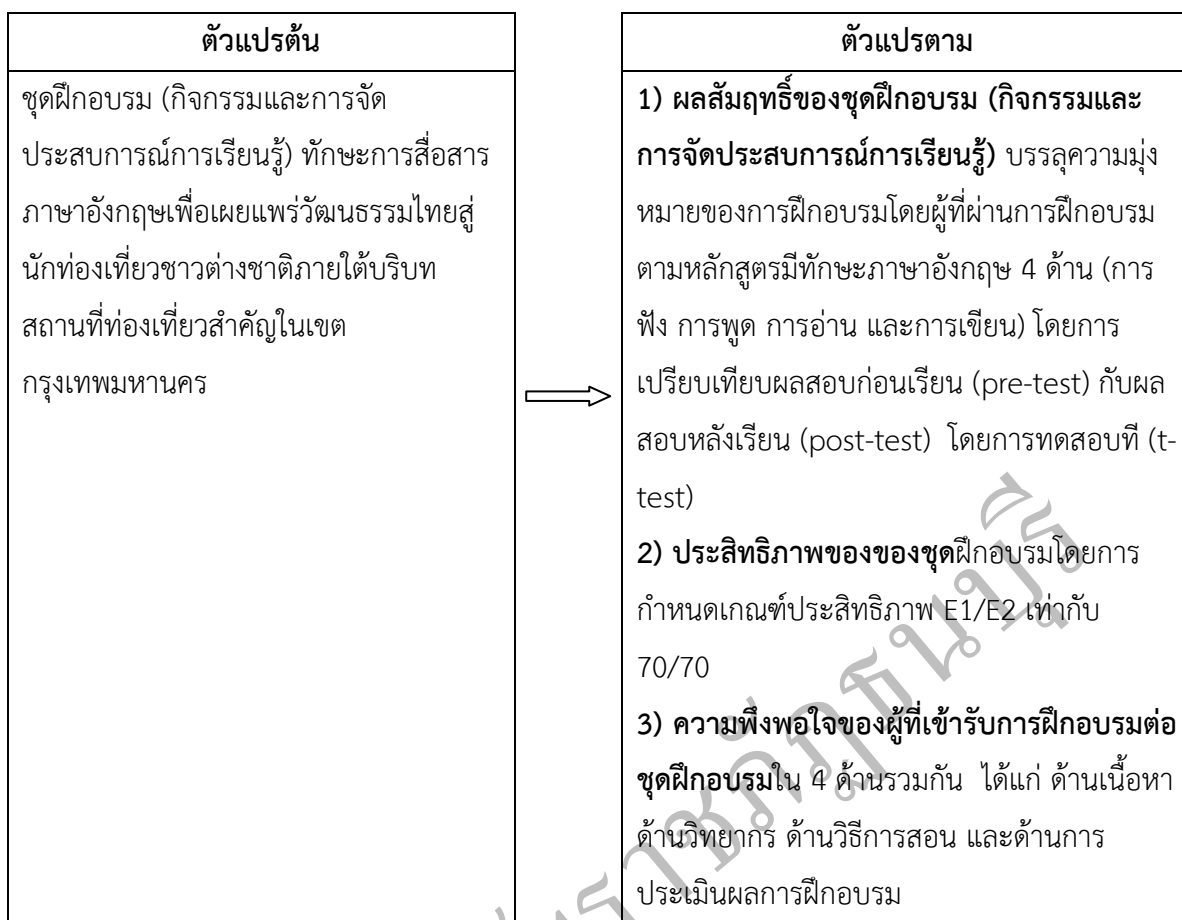 ตัวแปรต้น
ชุดฝึกอบรม (กิจกรรมและการจัด
ประสบการณ์การเรียนรู้) ทักษะการสื่อสาร
ภาษาอังกฤษเพื่อเผยแพร่วัฒนธรรมไทยสู่
นักท่องเที่ยวชาวต่างชาติภายใต้บริบท
สถานที่ท่องเที่ยวสำคัญในเขต
กรุงเทพมหานคร
ตัวแปรตาม
1) ผลสัมฤทธิ์ของชุดฝึกอบรม (กิจกรรมและ
การจัดประสบการณ์การเรียนรู้) บรรลุความมุ่ง
หมายของการฝึกอบรมโดยผู้ที่ผ่านการฝึกอบรม
ตามหลักสูตรมีทักษะภาษาอังกฤษ 4 ด้าน (การ
ฟัง การพูด การอ่าน และการเขียน) โดยการ
เปรียบเทียบผลสอบก่อนเรียน (pre-test) กับผล
สอบหลังเรียน (post-test) โดยการทดสอบที (t-
test)
2) ประสิทธิภาพของของชุดฝึกอบรมโดยการ
กำหนดเกณฑ์ประสิทธิภาพ E1/E2 เท่ากับ
70/70
3) ความพึงพอใจของผู้ที่เข้ารับการฝึกอบรมต่อ
ชุดฝึกอบรมใน 4 ด้านรวมกัน ได้แก่ ด้านเนื้อหา
ด้านวิทยากร ด้านวิธีการสอน และด้านการ
ประเมินผลการฝึกอบรม
ราชภัฏธนบุรี